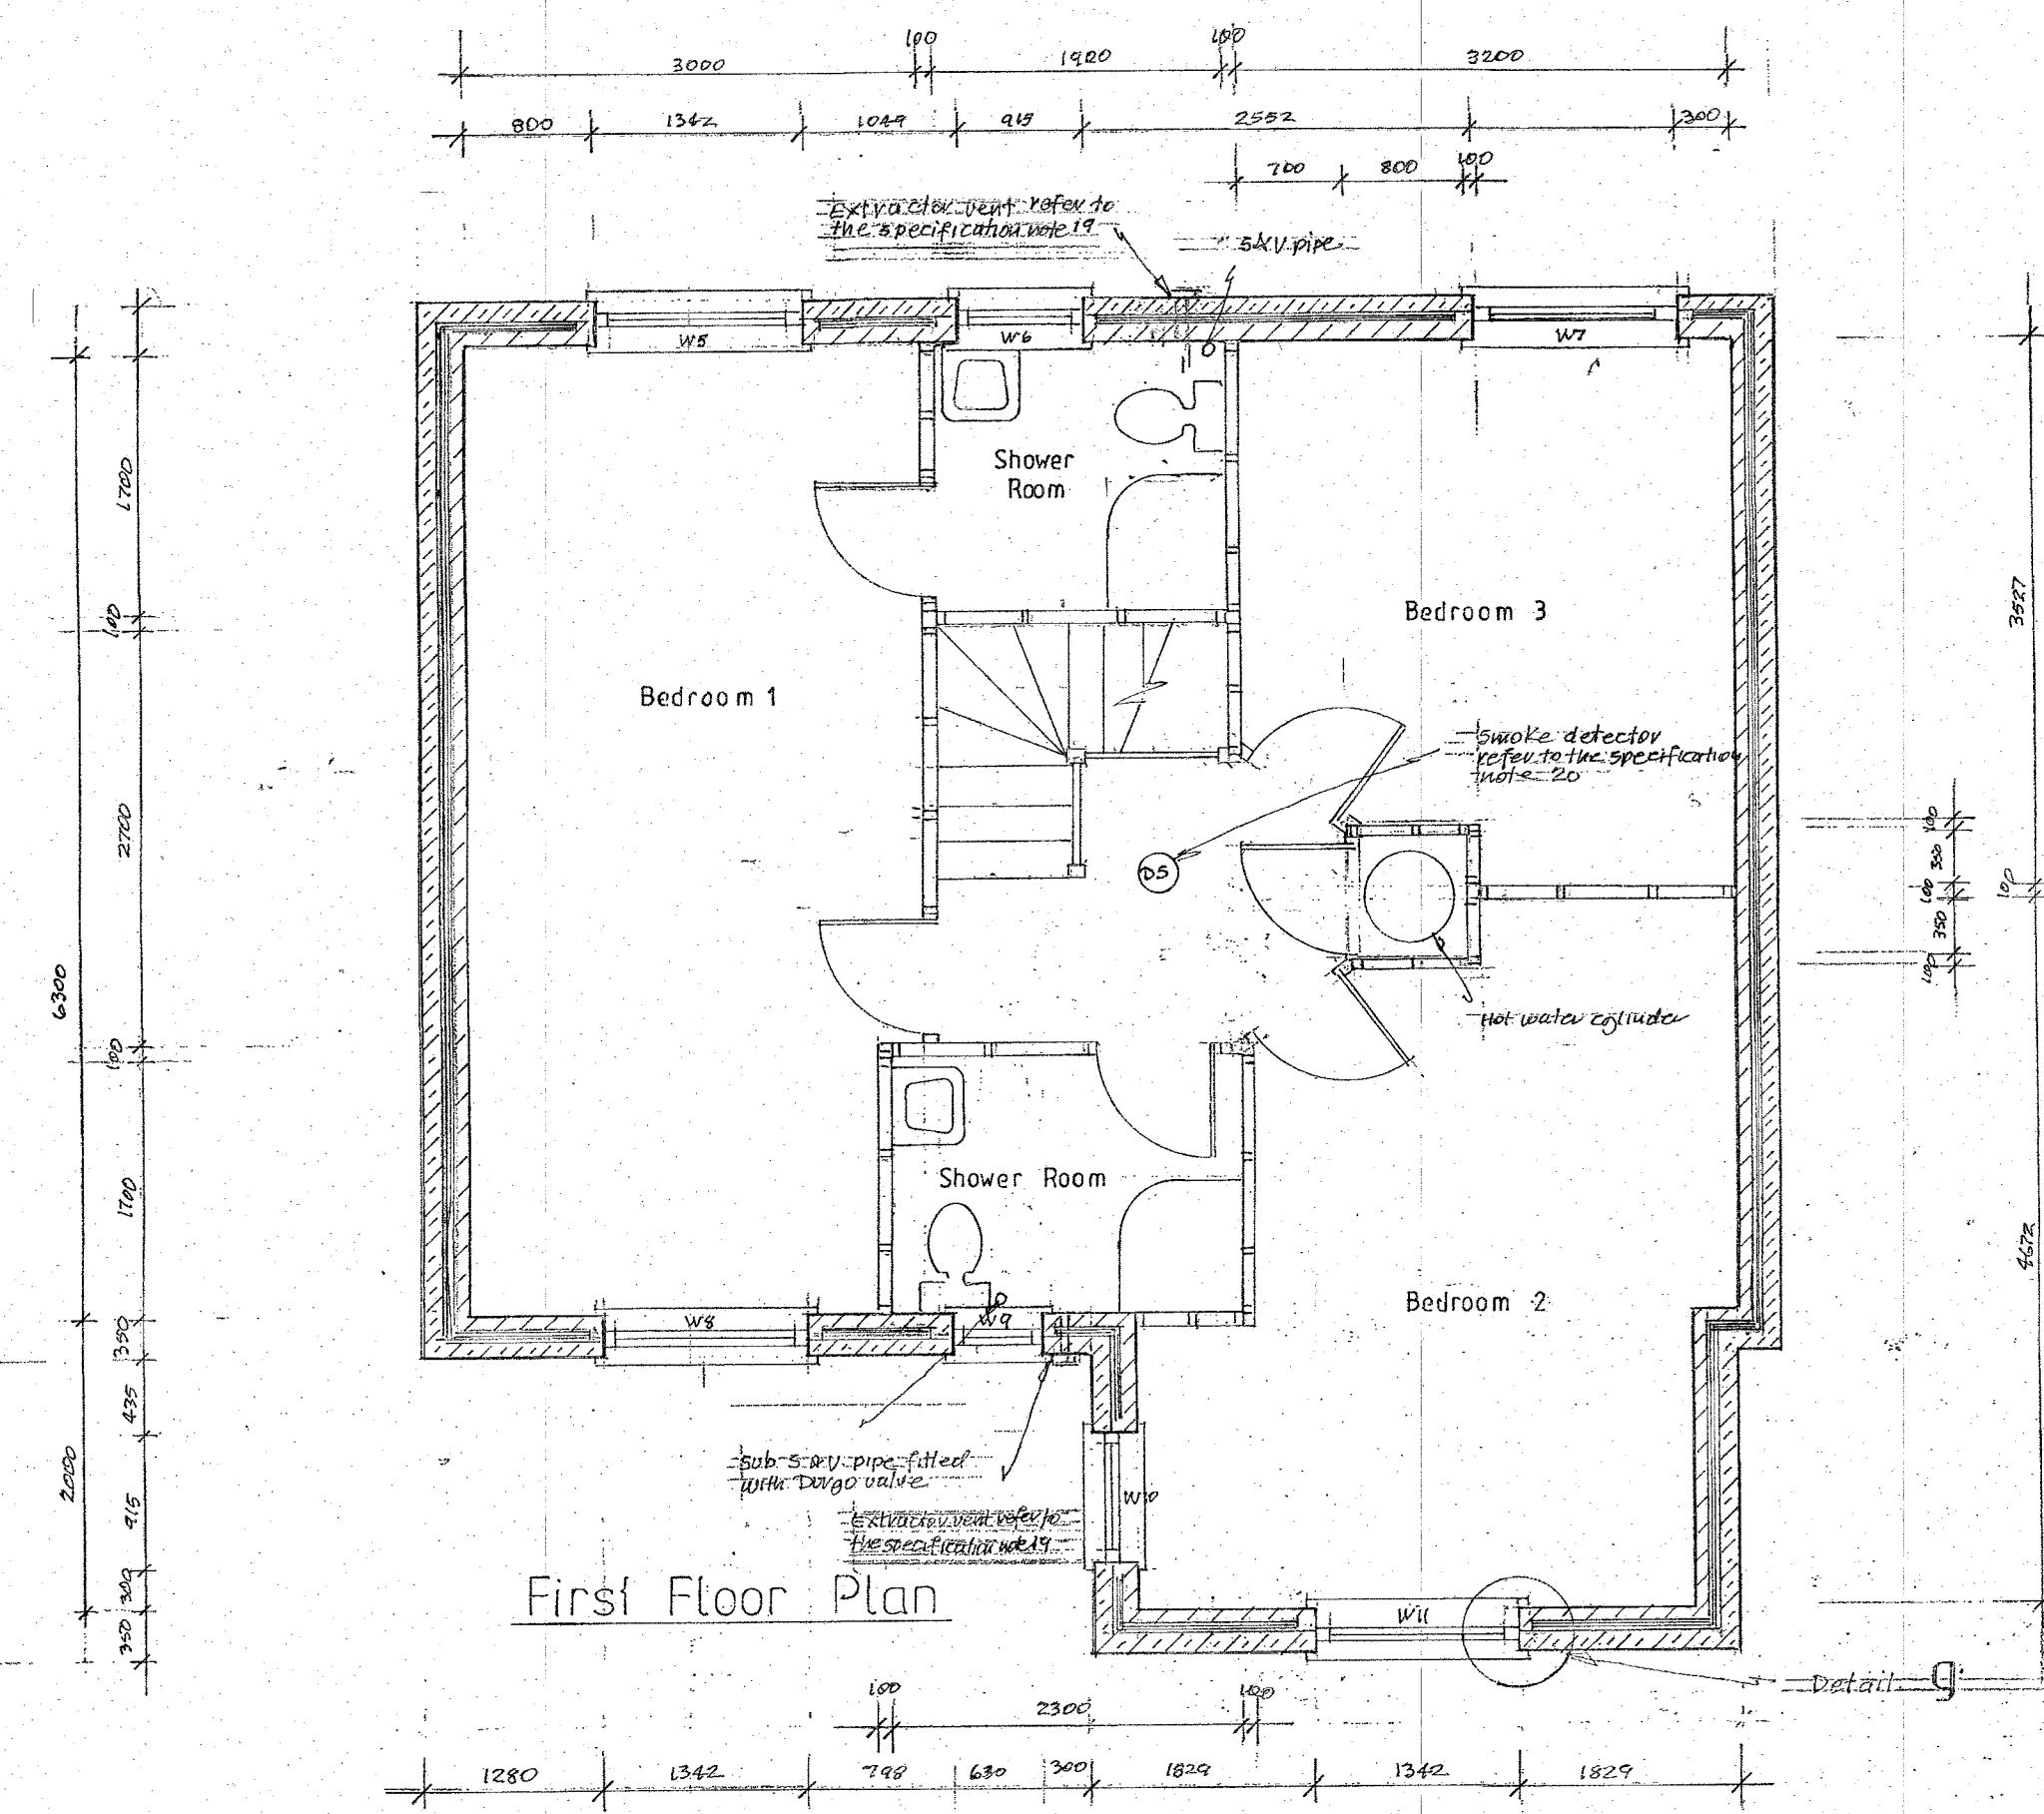 100 100
3000 1900 3200
800 1342 1049 915 2552 300
700 800 100
Extractor vent refer to
the specification note 19
S&V pipe
W5 W6 W7
Shower
Room
1700
Bedroom 3
3527
100
Bedroom 1
Smoke detector
refer to the specification
note 20
2700
DS
100
350
100
100
350
100
6300
Hot water cylinder
100
1700
Shower Room
4672
Bedroom 2
W8 W9
350
435
Sub S&V pipe fitted
with Durgo valve
2000
915
W10
Extractor vent refer to
the specification note 19
First Floor Plan
300
350
W11
Detail g
100 2300 100
1280 1342 798 630 300 1829 1342 1829